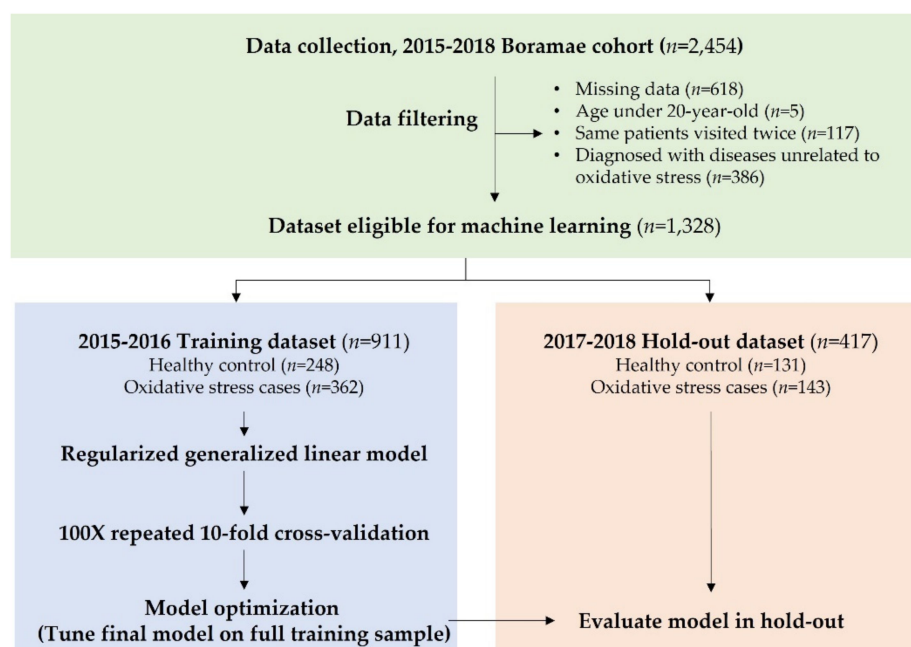 Data collection, 2015-2018 Boramae cohort (n=2,454)
Data filtering
• Missing data (n=618)
• Age under 20-year-old (n=5)
• Same patients visited twice (n=117)
• Diagnosed with diseases unrelated to
oxidative stress (n=386)
Dataset eligible for machine learning (n=1,328)
2015-2016 Training dataset (n=911)
Healthy control (n=248)
Oxidative stress cases (n=362)
Regularized generalized linear model
100X repeated 10-fold cross-validation
Model optimization
(Tune final model on full training sample)
2017-2018 Hold-out dataset (n=417)
Healthy control (n=131)
Oxidative stress cases (n=143)
Evaluate model in hold-out